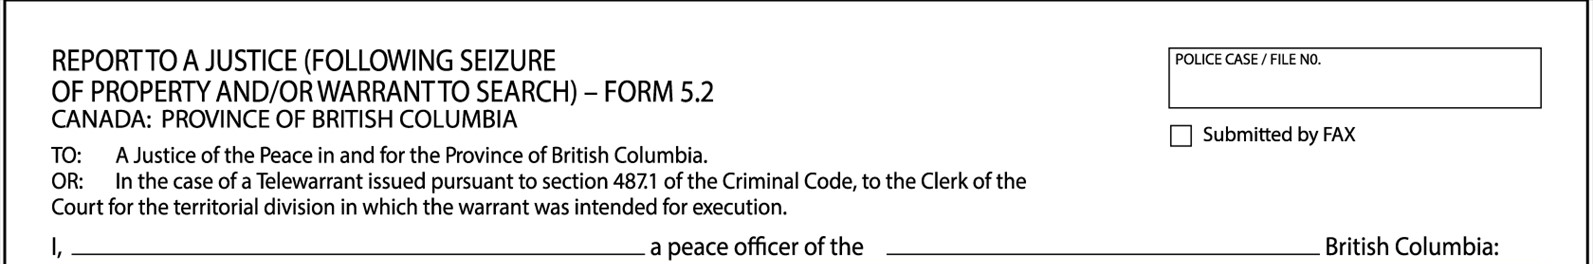 REPORT TO A JUSTICE (FOLLOWING SEIZURE
OF PROPERTY AND/OR WARRANT TO SEARCH) – FORM 5.2
CANADA: PROVINCE OF BRITISH COLUMBIA
POLICE CASE / FILE NO.
Submitted by FAX
TO: A Justice of the Peace in and for the Province of British Columbia.
OR: In the case of a Telewarrant issued pursuant to section 487.1 of the Criminal Code, to the Clerk of the
Court for the territorial division in which the warrant was intended for execution.
I, ______ a peace officer of the ______ British Columbia: